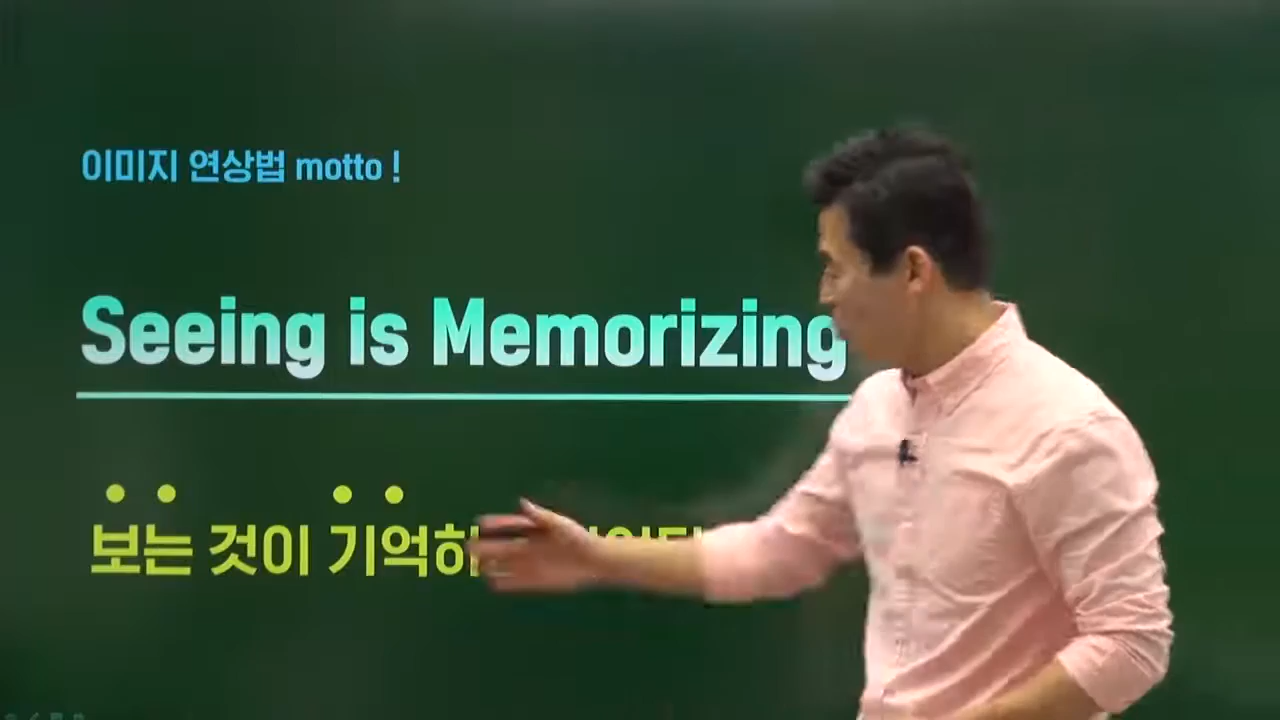 이미지 연상법 motto !
Seeing is Memorizing
보는 것이 기억하